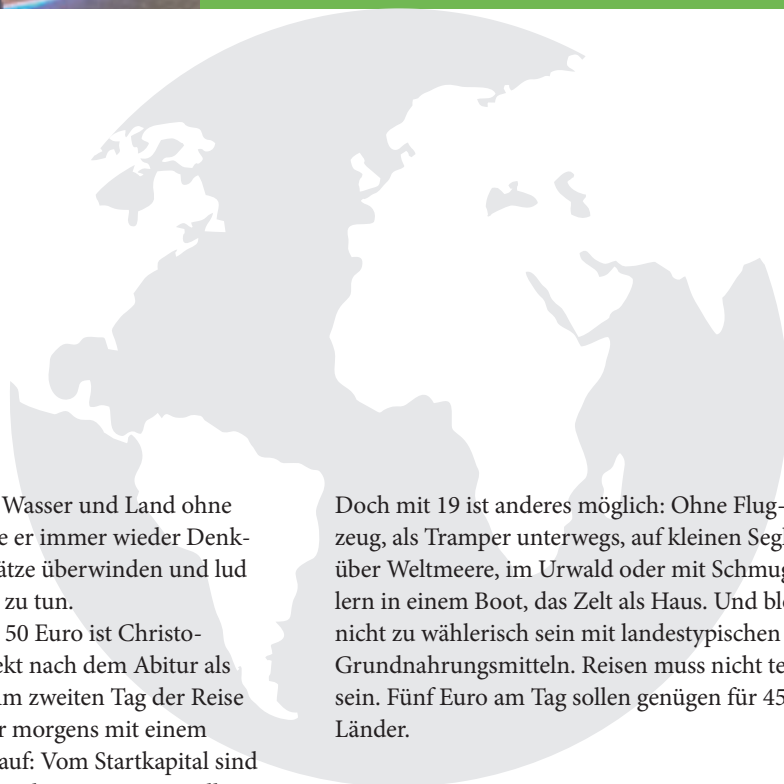 Wasser und Land ohne
e er immer wieder Denk-
ätze überwinden und lud
zu tun.
50 Euro ist Christo-
ekt nach dem Abitur als
m zweiten Tag der Reise
r morgens mit einem
auf: Vom Startkapital sind
Doch mit 19 ist anderes möglich: Ohne Flug-
zeug, als Tramper unterwegs, auf kleinen Segl
über Weltmeere, im Urwald oder mit Schmug
lern in einem Boot, das Zelt als Haus. Und bl
nicht zu wählerisch sein mit landestypischen
Grundnahrungsmitteln. Reisen muss nicht te
sein. Fünf Euro am Tag sollen genügen für 45
Länder.